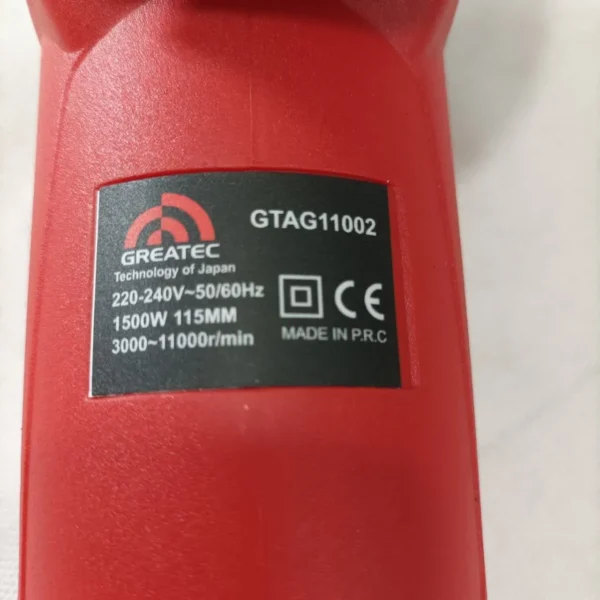 GREATEC
Technology of Japan
GTAG11002
220-240V~50/60Hz
1500W 115MM
3000~11000r/min
CE
MADE IN P.R.C